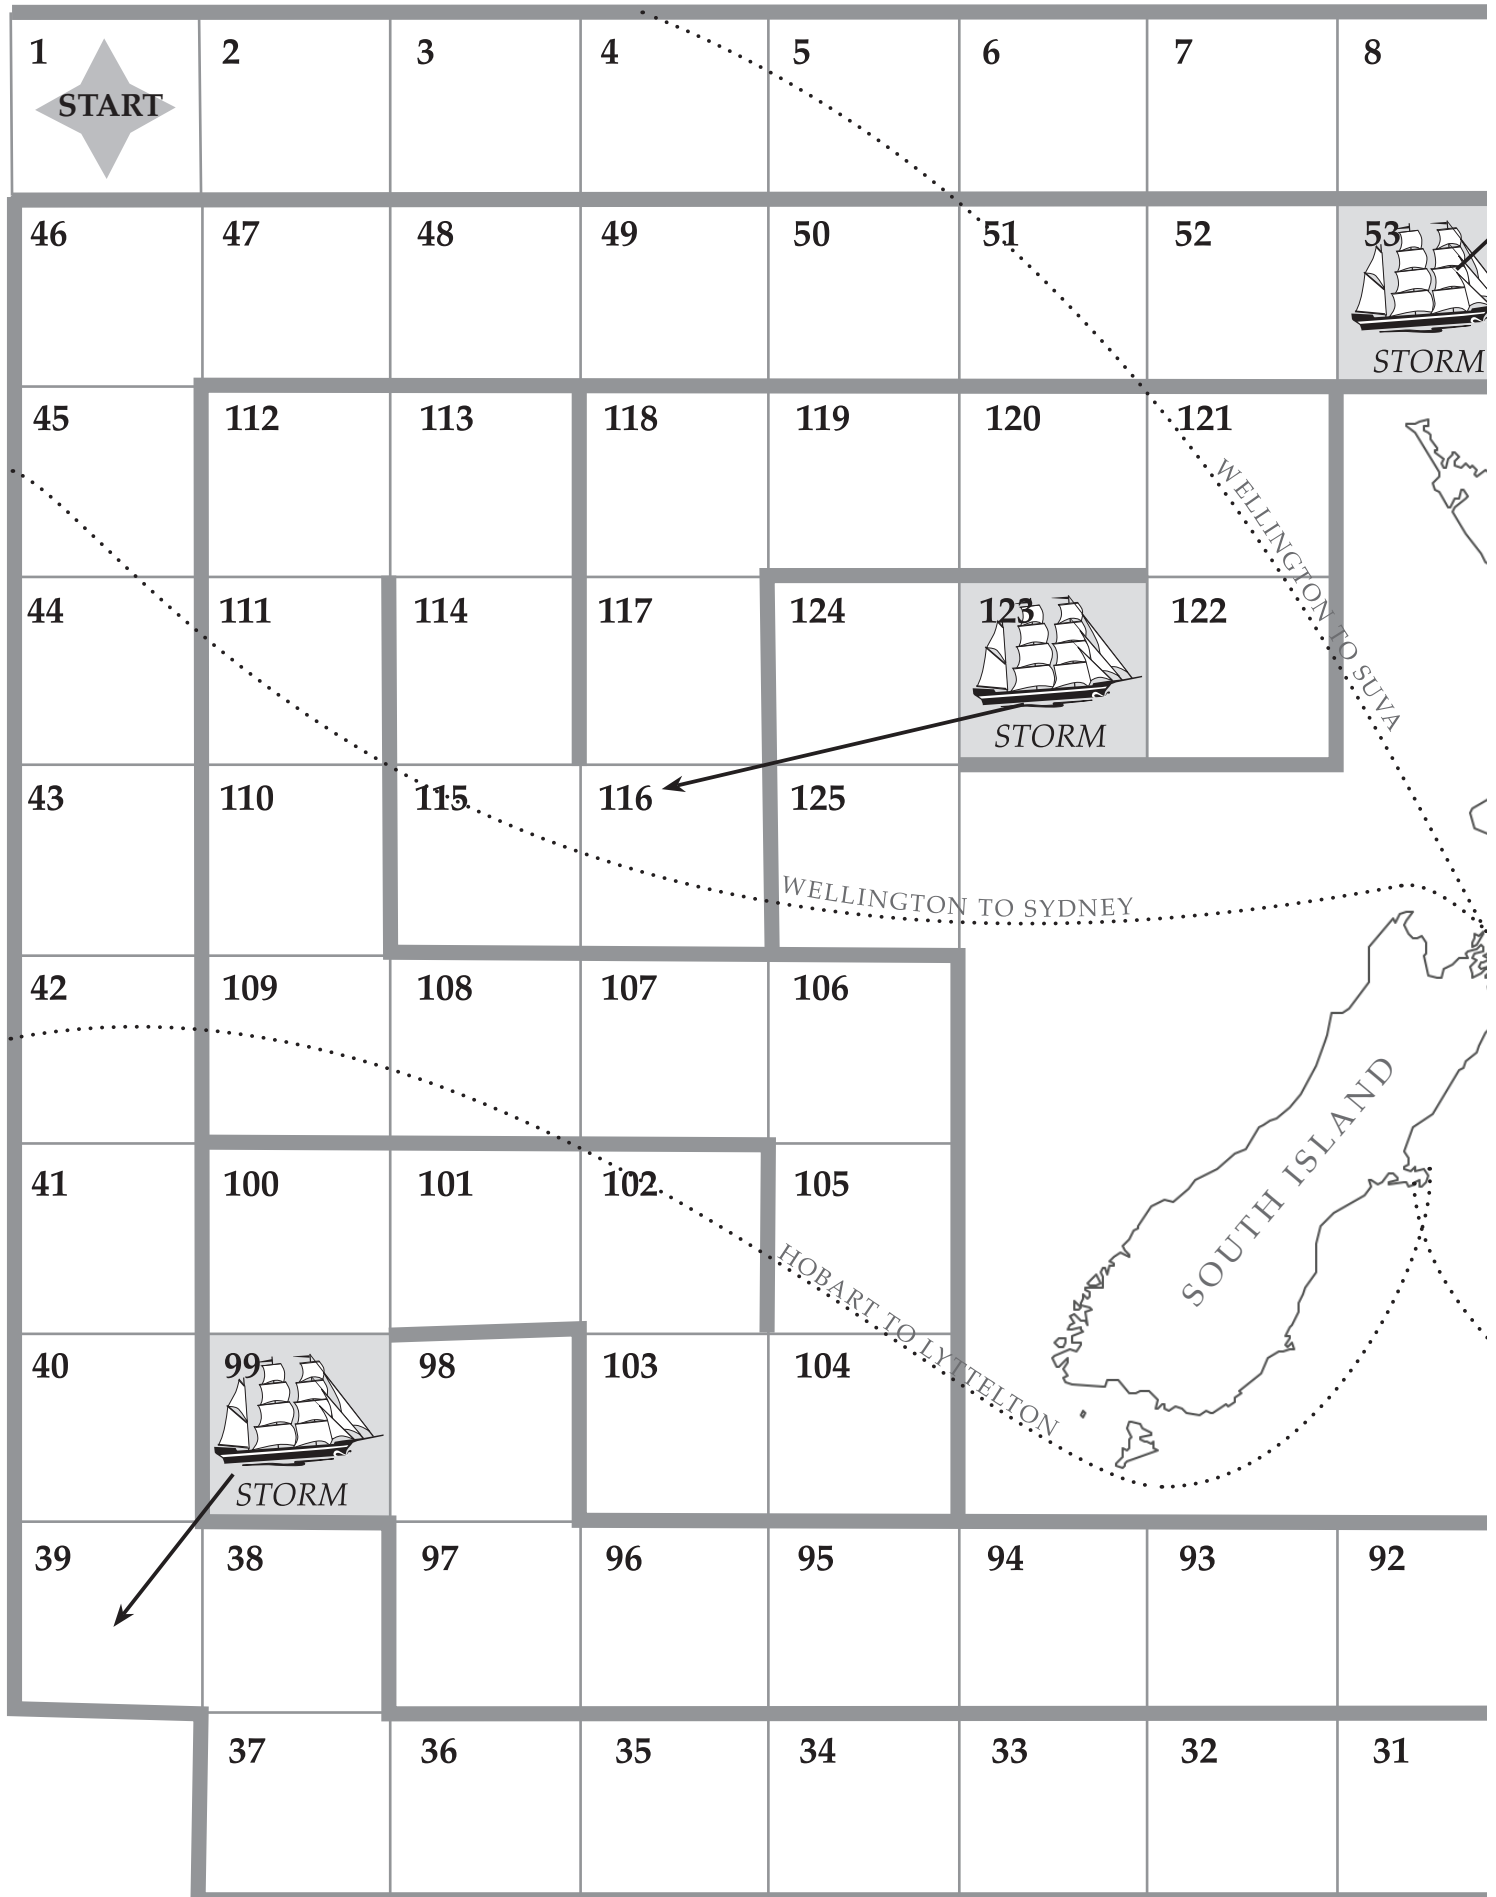 1 2 3 4 5 6 7 8
START
46 47 48 49 50 51 52 53
STORM
45 112 113 118 119 120 121
WELLINGTON TO SUVA
44 111 114 117 124 123 122
STORM
43 110 115 116 125
WELLINGTON TO SYDNEY
42 109 108 107 106
SOUTH ISLAND
41 100 101 102 105
HOBART TO LYTTELTON
40 99 98 103 104
STORM
39 38 97 96 95 94 93 92
37 36 35 34 33 32 31